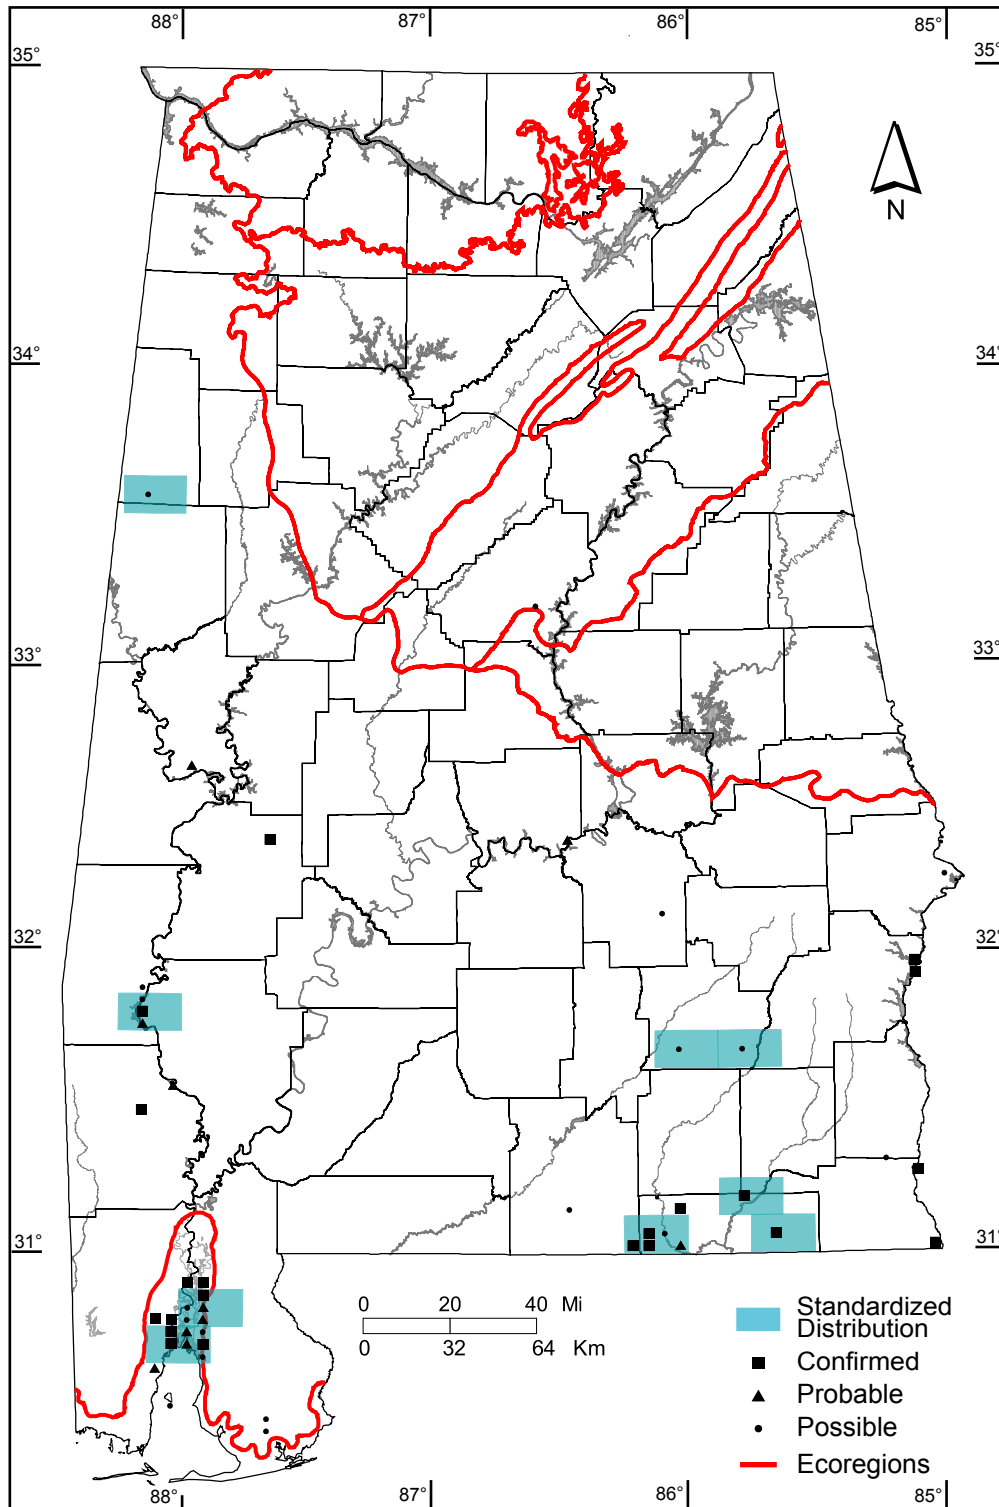 88° 87° 86° 85°
35° 35°
N
34° 34°
33° 33°
32° 32°
31° 31°
0 20 40 Mi
0 32 64 Km
Standardized
Distribution
Confirmed
Probable
Possible
Ecoregions
88° 87° 86° 85°